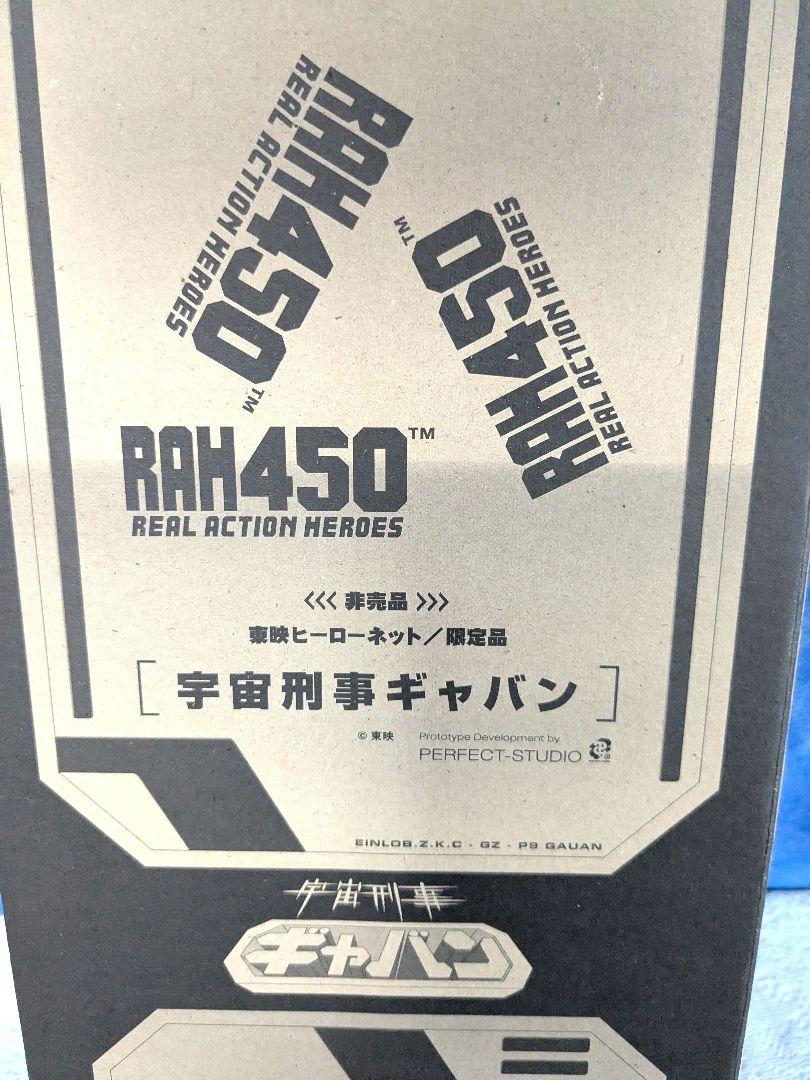 RAH450™
REAL ACTION HEROES
RAH450™
REAL ACTION HEROES
RAH450™
REAL ACTION HEROES
<<< 非売品 >>>
東映ヒーローネット／限定品
[宇宙刑事ギャバン]
© 東映
Prototype Development by
PERFECT-STUDIO
EINLOB.Z.K.C - GZ - P9 GAUAN
宇宙刑事
ギャバン